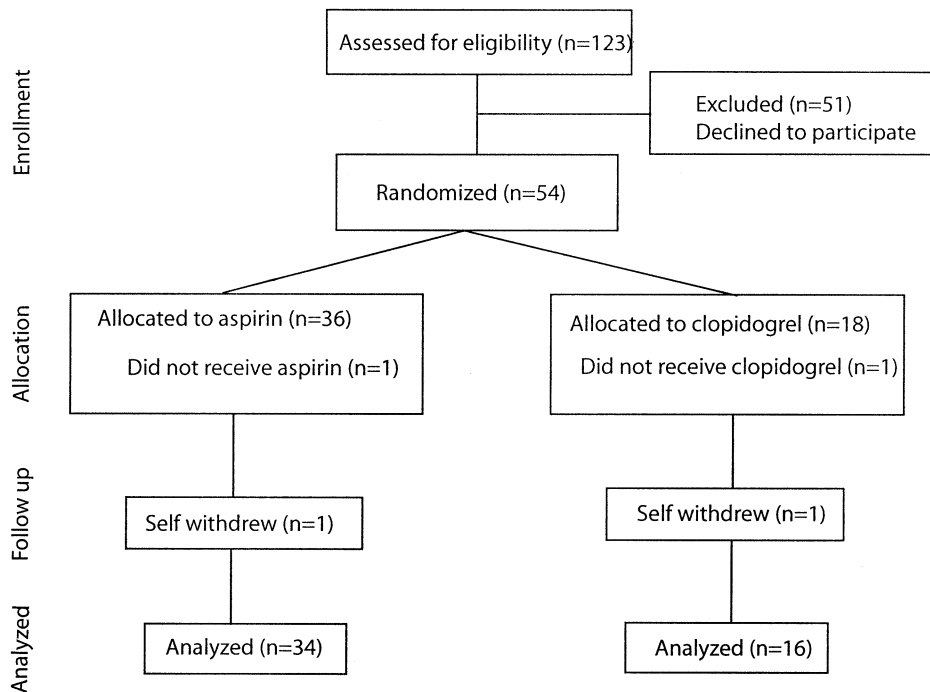 Assessed for eligibility (n=123)
Enrollment
Excluded (n=51)
Declined to participate
Randomized (n=54)
Allocation
Allocated to aspirin (n=36)
Did not receive aspirin (n=1)
Allocated to clopidogrel (n=18)
Did not receive clopidogrel (n=1)
Follow up
Self withdrew (n=1)
Self withdrew (n=1)
Analyzed
Analyzed (n=34)
Analyzed (n=16)